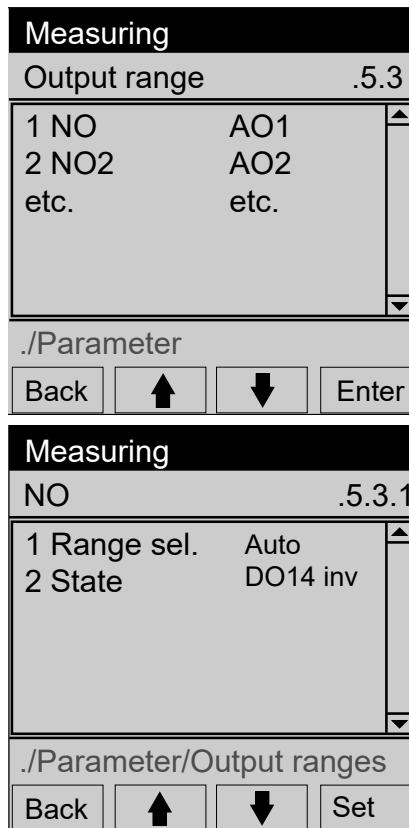 Measuring
Output range .5.3
1 NO AO1
2 NO2 AO2
etc. etc.
./Parameter
Back Enter
Measuring
NO .5.3.1
1 Range sel. Auto
2 State DO14 inv
./Parameter/Output ranges
Back Set